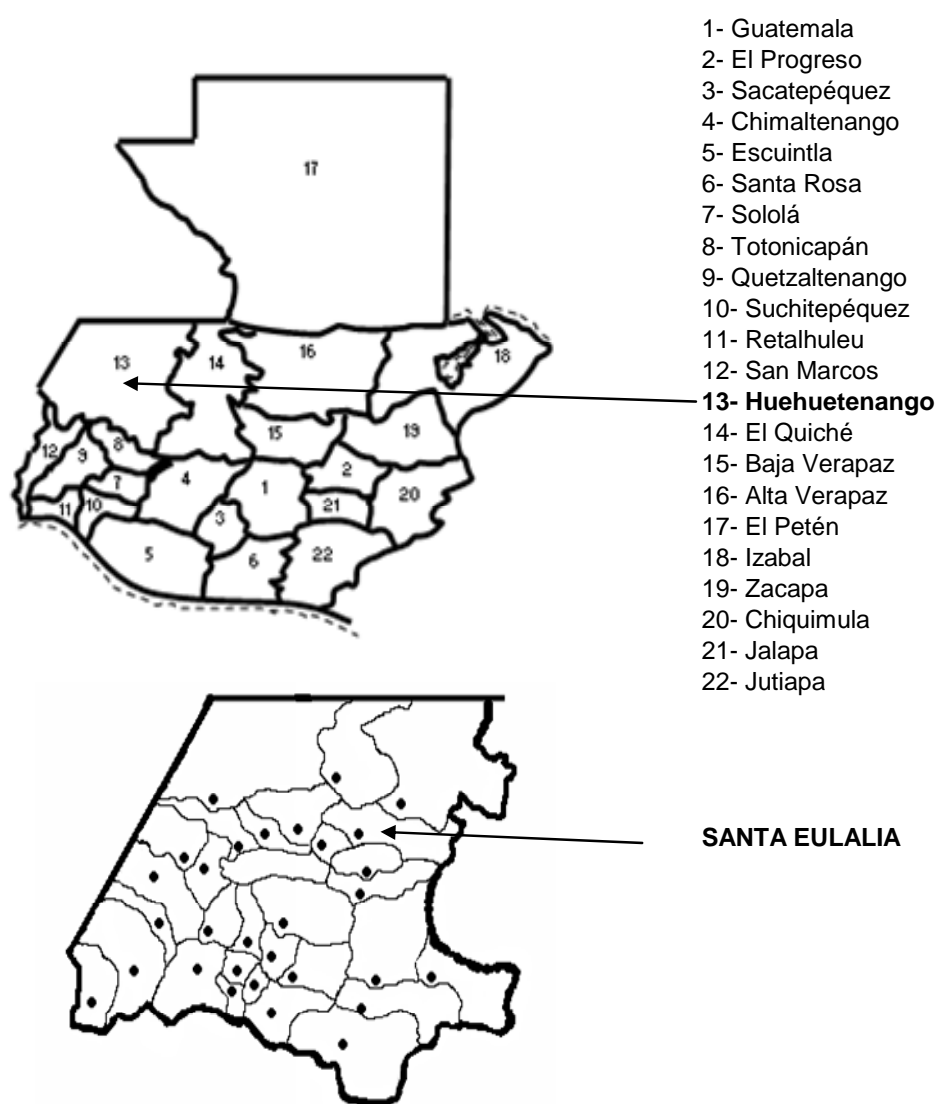 1- Guatemala
2- El Progreso
3- Sacatepéquez
4- Chimaltenango
5- Escuintla
6- Santa Rosa
7- Sololá
8- Totonicapán
9- Quetzaltenango
10- Suchitepéquez
11- Retalhuleu
12- San Marcos
13- Huehuetenango
14- El Quiché
15- Baja Verapaz
16- Alta Verapaz
17- El Petén
18- Izabal
19- Zacapa
20- Chiquimula
21- Jalapa
22- Jutiapa
17
16
18
13
14
15
19
12
9
8
7
4
1
2
20
11
10
3
21
5
6
22
SANTA EULALIA